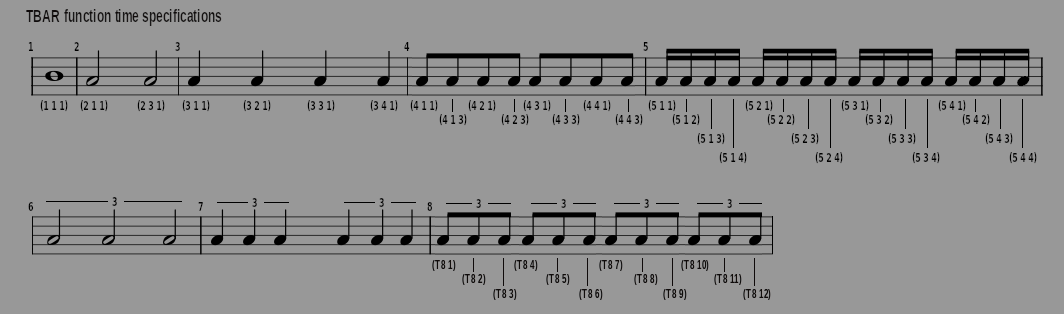 TBAR function time specifications
1 2 3 4 5
(1 1 1) (2 1 1) (2 3 1) (3 1 1) (3 2 1) (3 3 1) (3 4 1) (4 1 1) (4 2 1) (4 3 1) (4 4 1) (5 1 1) (5 2 1) (5 3 1) (5 4 1)
(4 1 3) (4 2 3) (4 3 3) (4 4 3) (5 1 2) (5 2 2) (5 3 2) (5 4 2)
(5 1 3) (5 2 3) (5 3 3) (5 4 3)
(5 1 4) (5 2 4) (5 3 4) (5 4 4)
6 3 7 3 3 8 3 3 3 3
(T8 1) (T8 4) (T8 7) (T8 10)
(T8 2) (T8 5) (T8 8) (T8 11)
(T8 3) (T8 6) (T8 9) (T8 12)